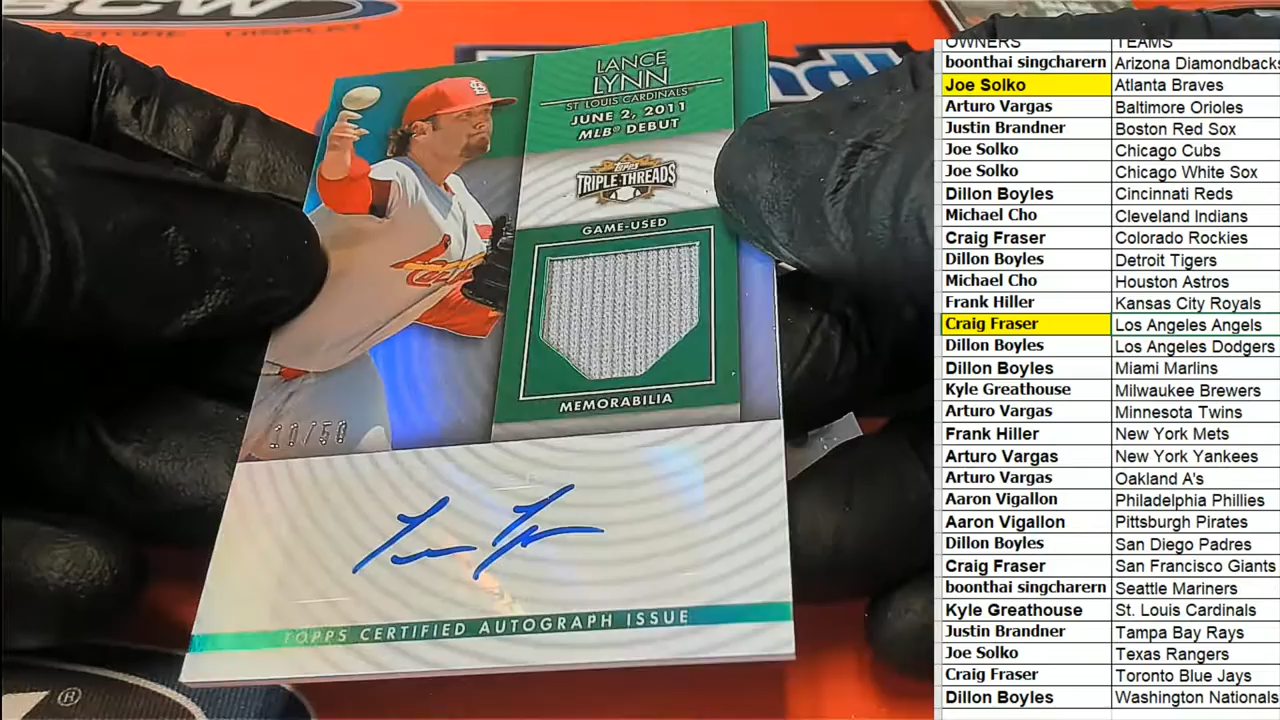 BCW
LANCE
LYNN
ST. LOUIS CARDINALS
JUNE 2, 2011
MLB® DEBUT
Topps
TRIPLE THREADS
GAME-USED
MEMORABILIA
10/50
TOPPS CERTIFIED AUTOGRAPH ISSUE
®
OWNERS TEAMS
boonthai singcharern Arizona Diamondbacks
Joe Solko Atlanta Braves
Arturo Vargas Baltimore Orioles
Justin Brandner Boston Red Sox
Joe Solko Chicago Cubs
Joe Solko Chicago White Sox
Dillon Boyles Cincinnati Reds
Michael Cho Cleveland Indians
Craig Fraser Colorado Rockies
Dillon Boyles Detroit Tigers
Michael Cho Houston Astros
Frank Hiller Kansas City Royals
Craig Fraser Los Angeles Angels
Dillon Boyles Los Angeles Dodgers
Dillon Boyles Miami Marlins
Kyle Greathouse Milwaukee Brewers
Arturo Vargas Minnesota Twins
Frank Hiller New York Mets
Arturo Vargas New York Yankees
Arturo Vargas Oakland A's
Aaron Vigallon Philadelphia Phillies
Aaron Vigallon Pittsburgh Pirates
Dillon Boyles San Diego Padres
Craig Fraser San Francisco Giants
boonthai singcharern Seattle Mariners
Kyle Greathouse St. Louis Cardinals
Justin Brandner Tampa Bay Rays
Joe Solko Texas Rangers
Craig Fraser Toronto Blue Jays
Dillon Boyles Washington Nationals